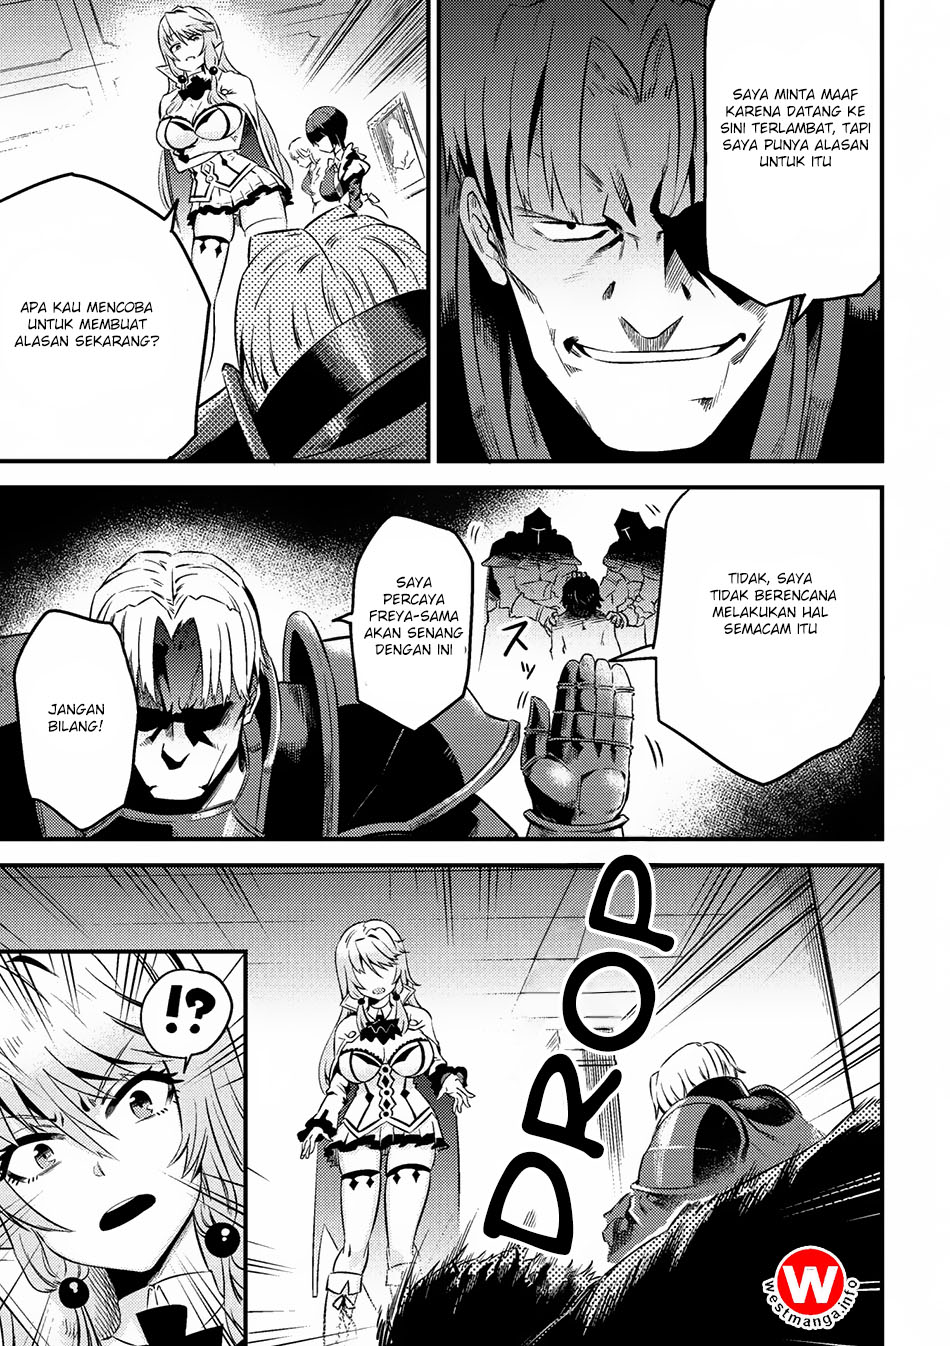 SAYA MINTA MAAF
KARENA DATANG KE
SINI TERLAMBAT, TAPI
SAYA PUNYA ALASAN
UNTUK ITU
APA KAU MENCOBA
UNTUK MEMBUAT
ALASAN SEKARANG?
TIDAK, SAYA
TIDAK BERENCANA
MELAKUKAN HAL
SEMACAM ITU
ス
SAYA
PERCAYA
FREYA-SAMA
AKAN SENANG
DENGAN INI
JANGAN
BILANG!
DROP
!?
W
westmanga.info